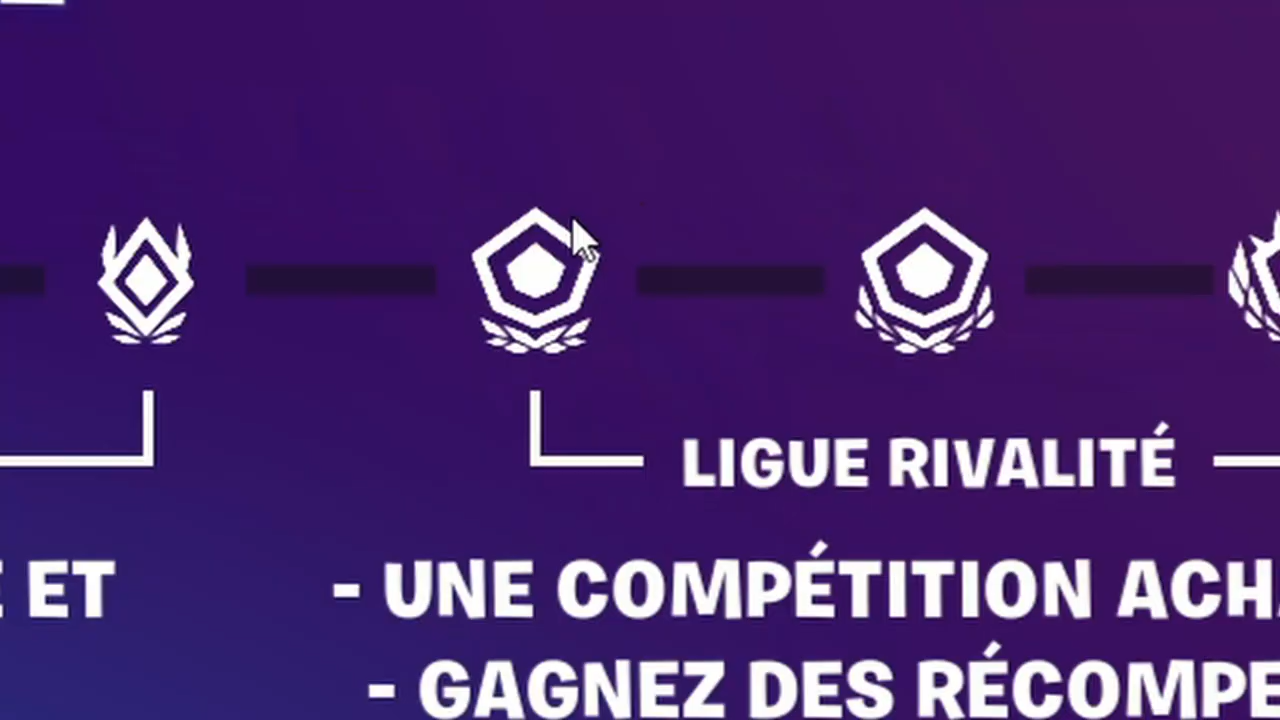 LIGUE RIVALITÉ
ET
- UNE COMPÉTITION
- GAGNEZ DES